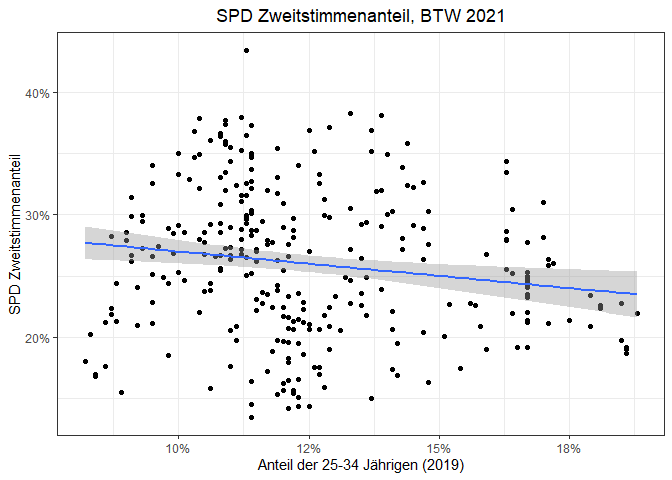 SPD Zweitstimmenanteil, BTW 2021
SPD Zweitstimmenanteil
40%
30%
20%
10%
12%
15%
18%
Anteil der 25-34 Jährigen (2019)